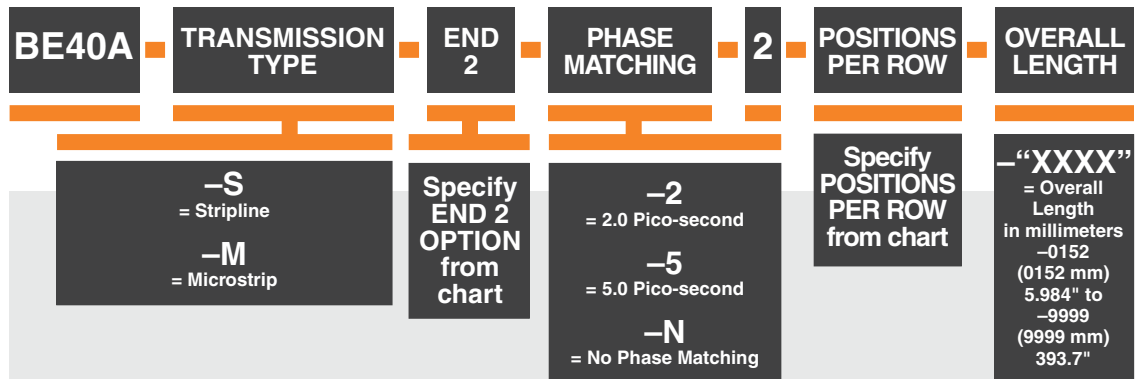 BE40A
TRANSMISSION
TYPE
END
2
PHASE
MATCHING
2
POSITIONS
PER ROW
OVERALL
LENGTH
–S
= Stripline
–M
= Microstrip
Specify
END 2
OPTION
from
chart
–2
= 2.0 Pico-second
–5
= 5.0 Pico-second
–N
= No Phase Matching
Specify
POSITIONS
PER ROW
from chart
–“XXXX”
= Overall
Length
in millimeters
–0152
(0152 mm)
5.984" to
–9999
(9999 mm)
393.7"